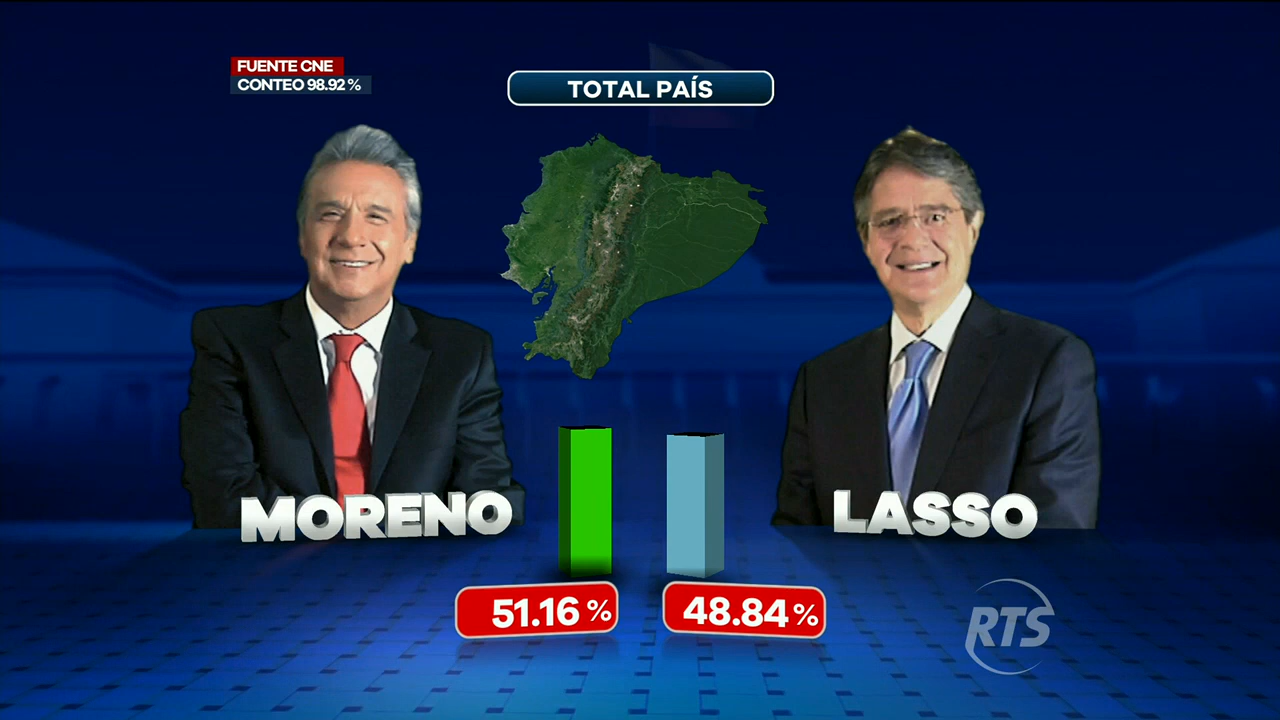 FUENTE CNE
CONTEO 98.92 %
TOTAL PAÍS
MORENO
LASSO
51.16 %
48.84 %
RTS